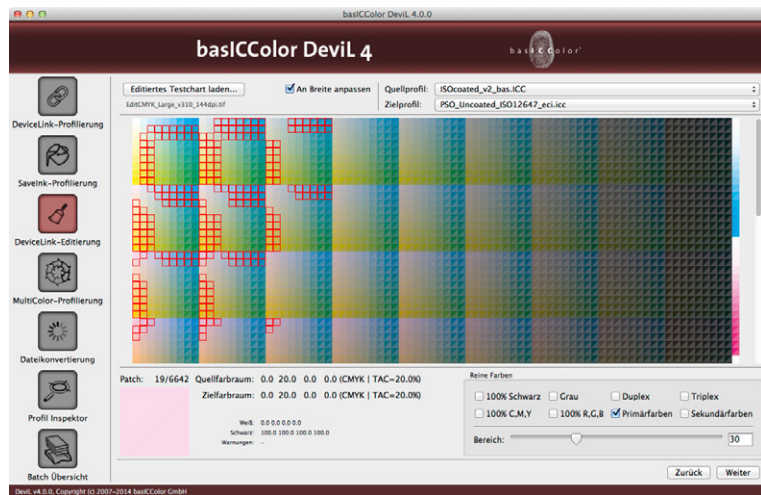 basICColor DeviL 4.0.0
basICColor DeviL 4
basICColor
DeviceLink-Profilierung
SaveInk-Profilierung
DeviceLink-Editierung
MultiColor-Profilierung
Dateikonvertierung
Profil Inspektor
Batch Übersicht
Editiertes Testchart laden...
An Breite anpassen
EditCMYK_Large_v310_144dpi.tif
Quellprofil: ISOcoated_v2_bas.ICC
Zielprofil: PSO_Uncoated_ISO12647_eci.icc
Patch: 19/6642 Quellfarbraum: 0.0 20.0 0.0 0.0 (CMYK | TAC=20.0%)
Zielfarbraum: 0.0 20.0 0.0 0.0 (CMYK | TAC=20.0%)
Weiß: 0.0 0.0 0.0 0.0
Schwarz: 100.0 100.0 100.0 100.0
Warnungen: -
Reine Farben
100% Schwarz Grau Duplex Triplex
100% C,M,Y 100% R,G,B Primärfarben Sekundärfarben
Bereich: 30
Zurück Weiter
DeviL v4.0.0, Copyright (c) 2007-2014 basICColor GmbH